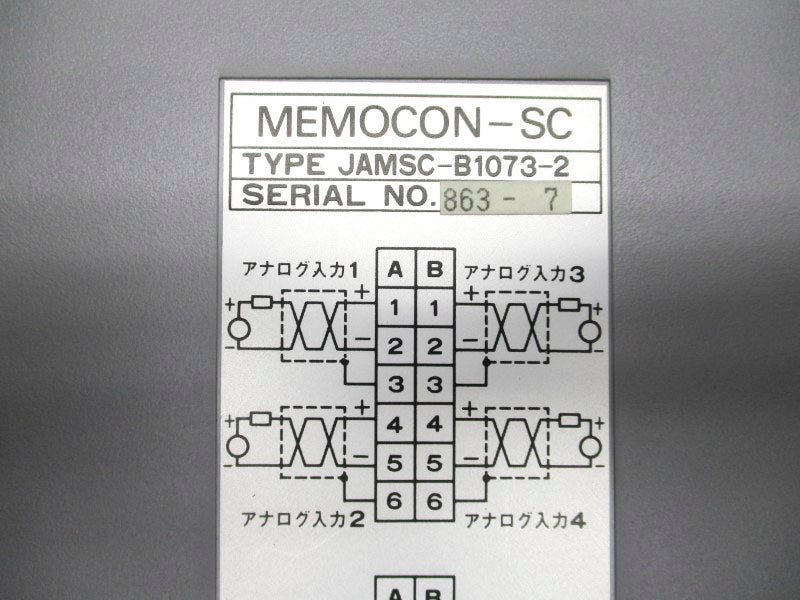 MEMOCON-SC
TYPE JAMSC-B1073-2
SERIAL NO. 863 - 7
アナログ入力1 A B アナログ入力3
+ 1 1 +
+ +
- 2 2 -
- -
3 3
+ 4 4 +
+ +
- 5 5 -
- -
6 6
アナログ入力2 アナログ入力4
A B